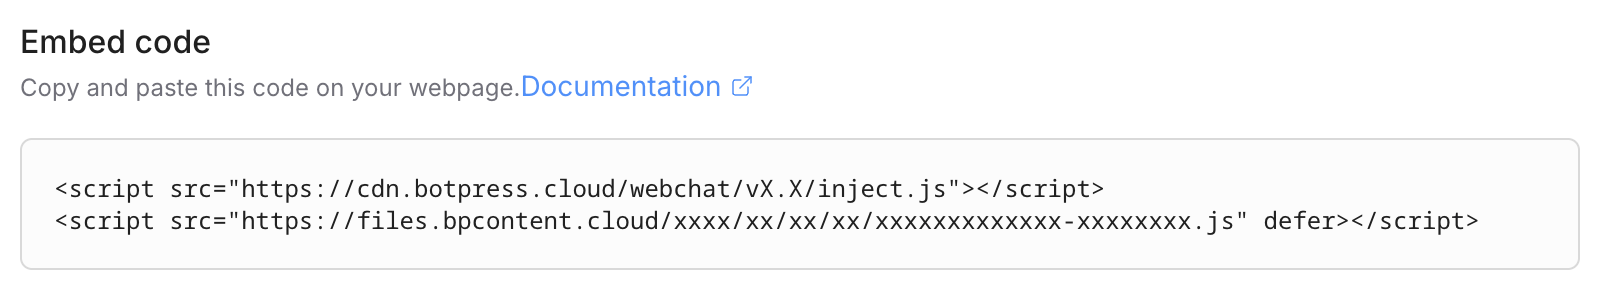 Embed code
Copy and paste this code on your webpage.Documentation
<script src="https://cdn.botpress.cloud/webchat/vX.X/inject.js"></script>
<script src="https://files.bpcontent.cloud/xxxx/xx/xx/xx/xxxxxxxxxxxxx-xxxxxxxx.js" defer></script>